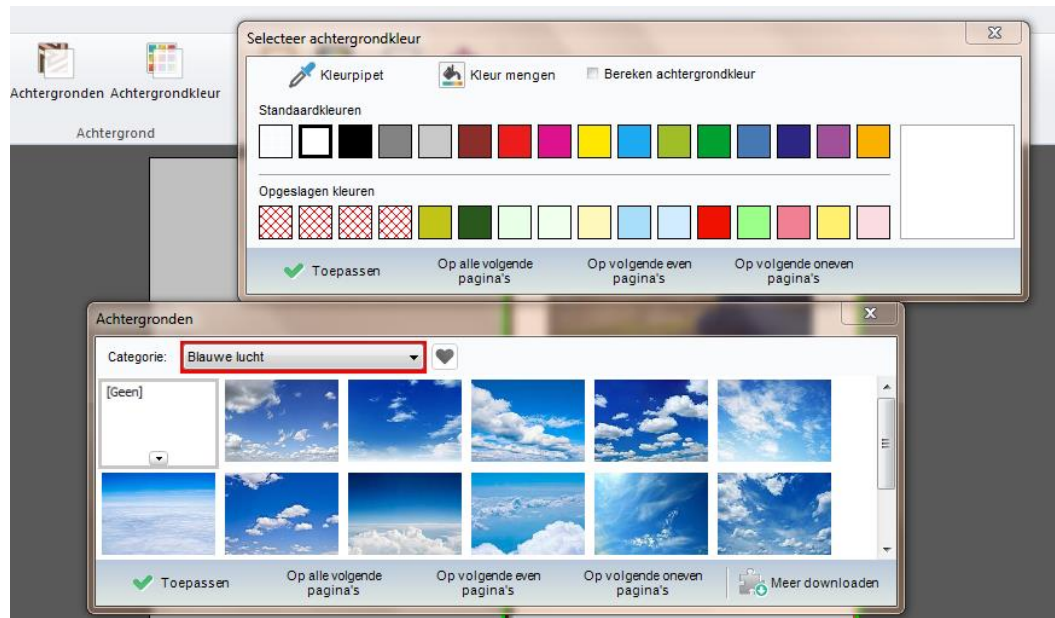 Achtergronden Achtergrondkleur
Achtergrond
Selecteer achtergrondkleur
Kleurpipet Kleur mengen Bereken achtergrondkleur
Standaardkleuren
Opgeslagen kleuren
Toepassen
Op alle volgende
pagina's
Op volgende even
pagina's
Op volgende oneven
pagina's
Achtergronden
Categorie: Blauwe lucht
[Geen]
Toepassen
Op alle volgende
pagina's
Op volgende even
pagina's
Op volgende oneven
pagina's
Meer downloaden